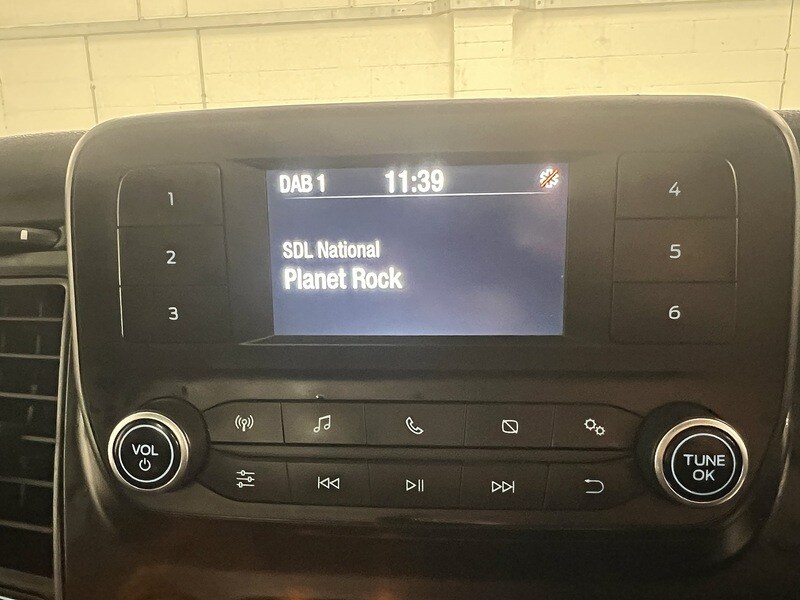 DAB 1 11:39
SDL National
Planet Rock
1
2
3
4
5
6
VOL
TUNE
OK